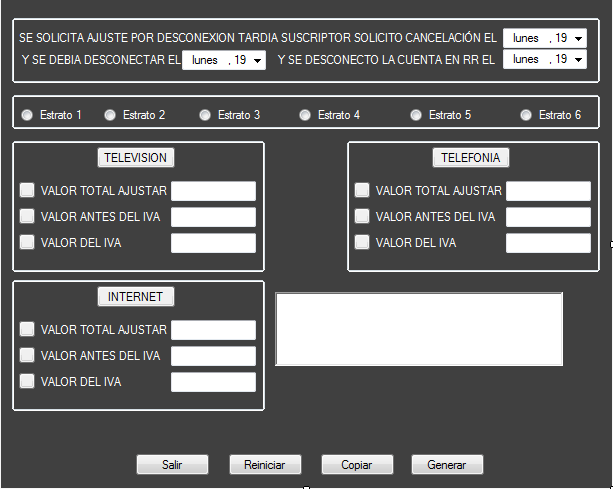 SE SOLICITA AJUSTE POR DESCONEXION TARDIA SUSCRIPTOR SOLICITO CANCELACIÓN EL lunes , 19
Y SE DEBIA DESCONECTAR EL lunes , 19 Y SE DESCONECTO LA CUENTA EN RR EL lunes , 19
Estrato 1 Estrato 2 Estrato 3 Estrato 4 Estrato 5 Estrato 6
TELEVISION
VALOR TOTAL AJUSTAR
VALOR ANTES DEL IVA
VALOR DEL IVA
TELEFONIA
VALOR TOTAL AJUSTAR
VALOR ANTES DEL IVA
VALOR DEL IVA
INTERNET
VALOR TOTAL AJUSTAR
VALOR ANTES DEL IVA
VALOR DEL IVA
Salir Reiniciar Copiar Generar